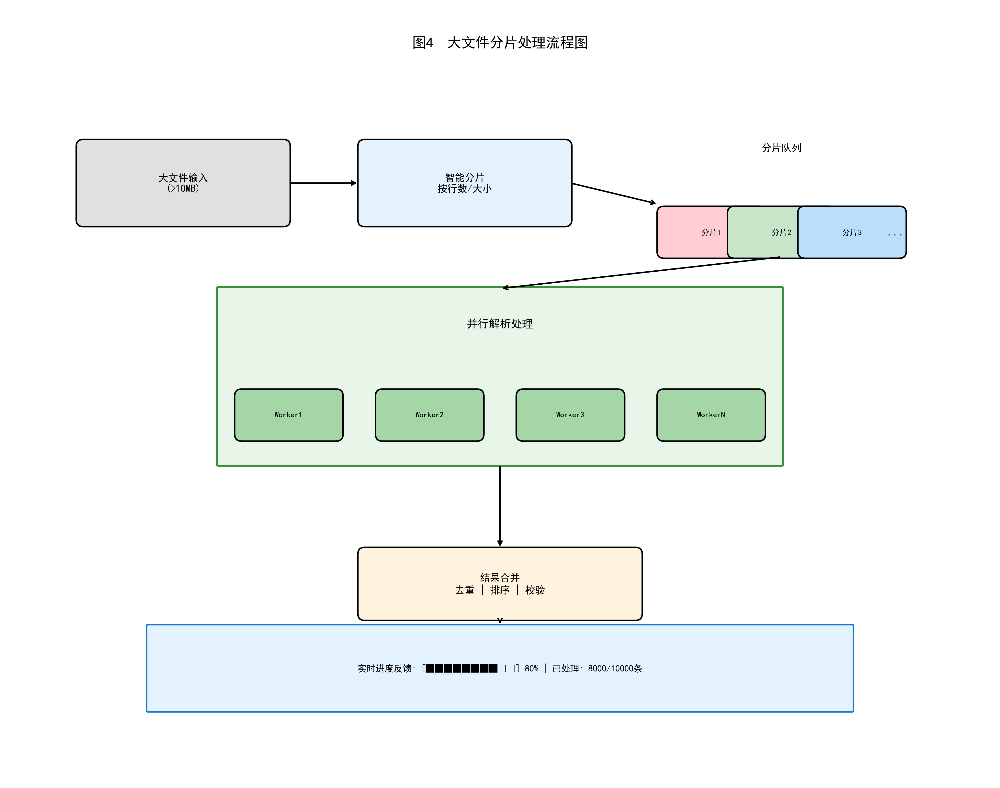 图4  大文件分片处理流程图
大文件输入
(>10MB)
智能分片
按行数/大小
分片队列
分片1
分片2
分片3
...
并行解析处理
Worker1
Worker2
Worker3
WorkerN
结果合并
去重 | 排序 | 校验
实时进度反馈: [■■■■■■■■□□] 80% | 已处理: 8000/10000条